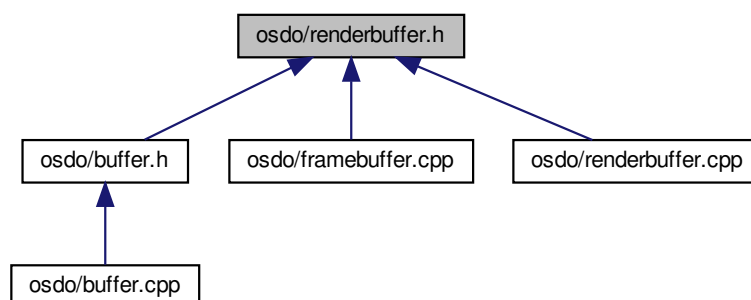 osdo/renderbuffer.h
osdo/buffer.h
osdo/framebuffer.cpp
osdo/renderbuffer.cpp
osdo/buffer.cpp